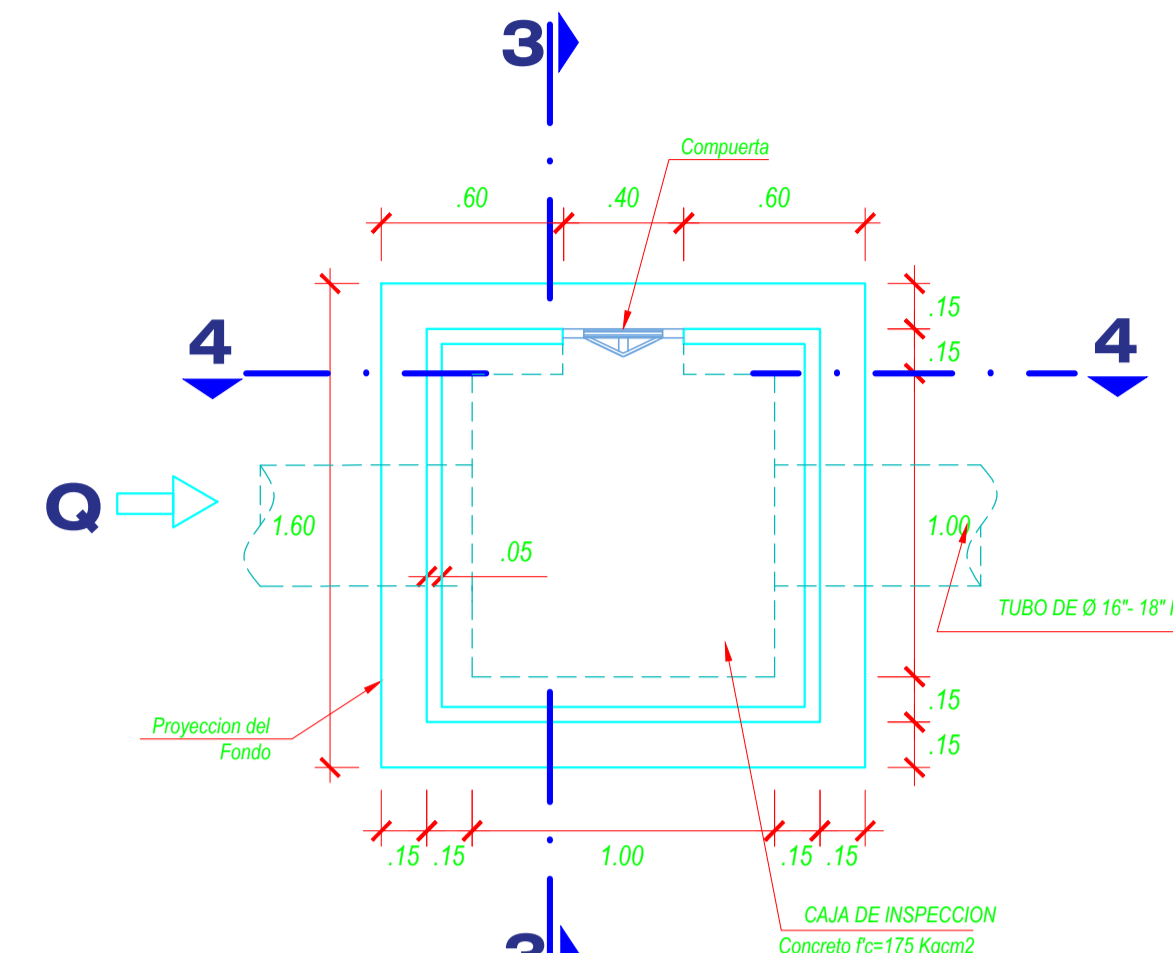 3
Compuerta
.60 .40 .60
.15
4
.15
4
Q
1.60
.05
1.00
TUBO DE Ø 16"- 18"
Proyeccion del
Fondo
.15
.15
.15 .15 1.00 .15 .15
CAJA DE INSPECCION
Concreto f'c=175 Kgcm2
3